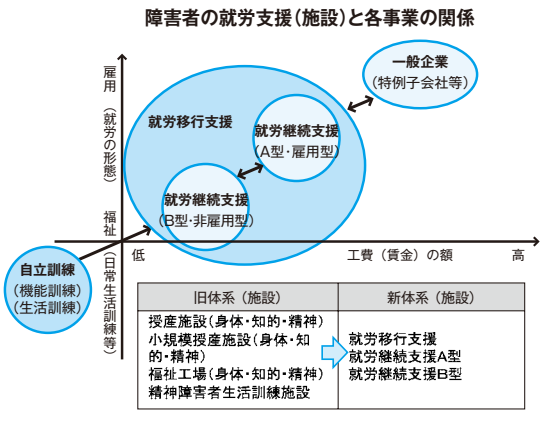 障害者の就労支援（施設）と各事業の関係
雇用（就労の形態）
福祉（日常生活訓練等）
一般企業
（特例子会社等）
就労移行支援
就労継続支援
（A型・雇用型）
就労継続支援
（B型・非雇用型）
自立訓練
（機能訓練）
（生活訓練）
低
工費（賃金）の額
高
旧体系（施設）
新体系（施設）
授産施設（身体・知的・精神）
小規模授産施設（身体・知
的・精神）
福祉工場（身体・知的・精神）
精神障害者生活訓練施設
就労移行支援
就労継続支援A型
就労継続支援B型